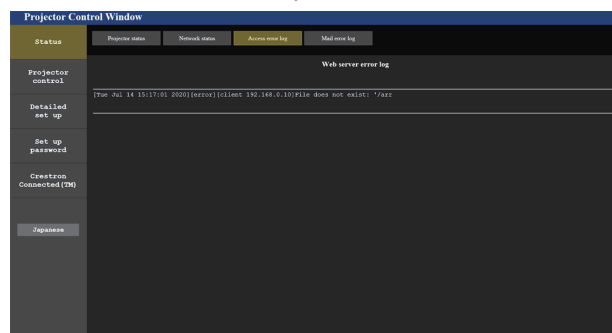 Projector Control Window
Status
Projector status
Network status
Access error log
Mail error log
Web server error log
[Tue Jul 14 15:17:01 2020][error][client 192.168.0.10]File does not exist: '/arr
Projector
control
Detailed
set up
Set up
password
Crestron
Connected(TM)
Japanese